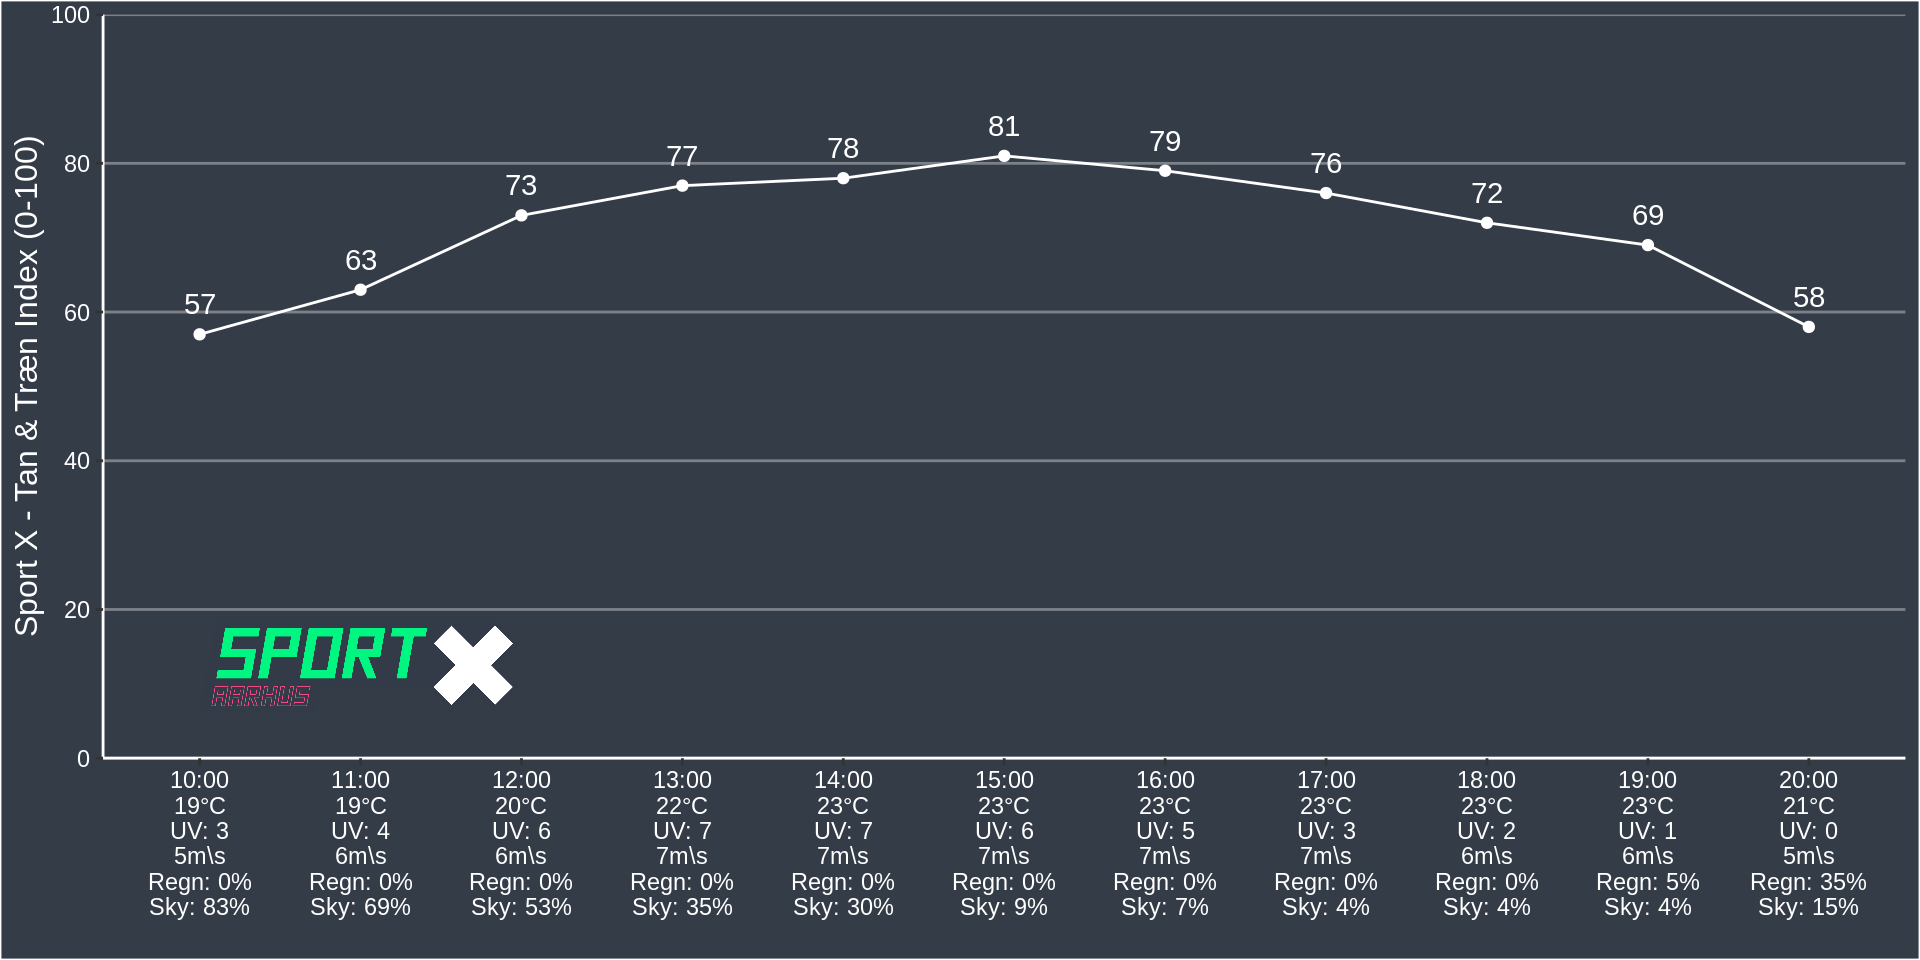 Sport X - Tan & Træn Index (0-100)
100
80
60
40
20
0
57
63
73
77
78
81
79
76
72
69
58
SPORT X
AARHUS
10:00 11:00 12:00 13:00 14:00 15:00 16:00 17:00 18:00 19:00 20:00
19°C 19°C 20°C 22°C 23°C 23°C 23°C 23°C 23°C 23°C 21°C
UV: 3 UV: 4 UV: 6 UV: 7 UV: 7 UV: 6 UV: 5 UV: 3 UV: 2 UV: 1 UV: 0
5m\s 6m\s 6m\s 7m\s 7m\s 7m\s 7m\s 7m\s 6m\s 6m\s 5m\s
Regn: 0% Regn: 0% Regn: 0% Regn: 0% Regn: 0% Regn: 0% Regn: 0% Regn: 0% Regn: 0% Regn: 5% Regn: 35%
Sky: 83% Sky: 69% Sky: 53% Sky: 35% Sky: 30% Sky: 9% Sky: 7% Sky: 4% Sky: 4% Sky: 4% Sky: 15%